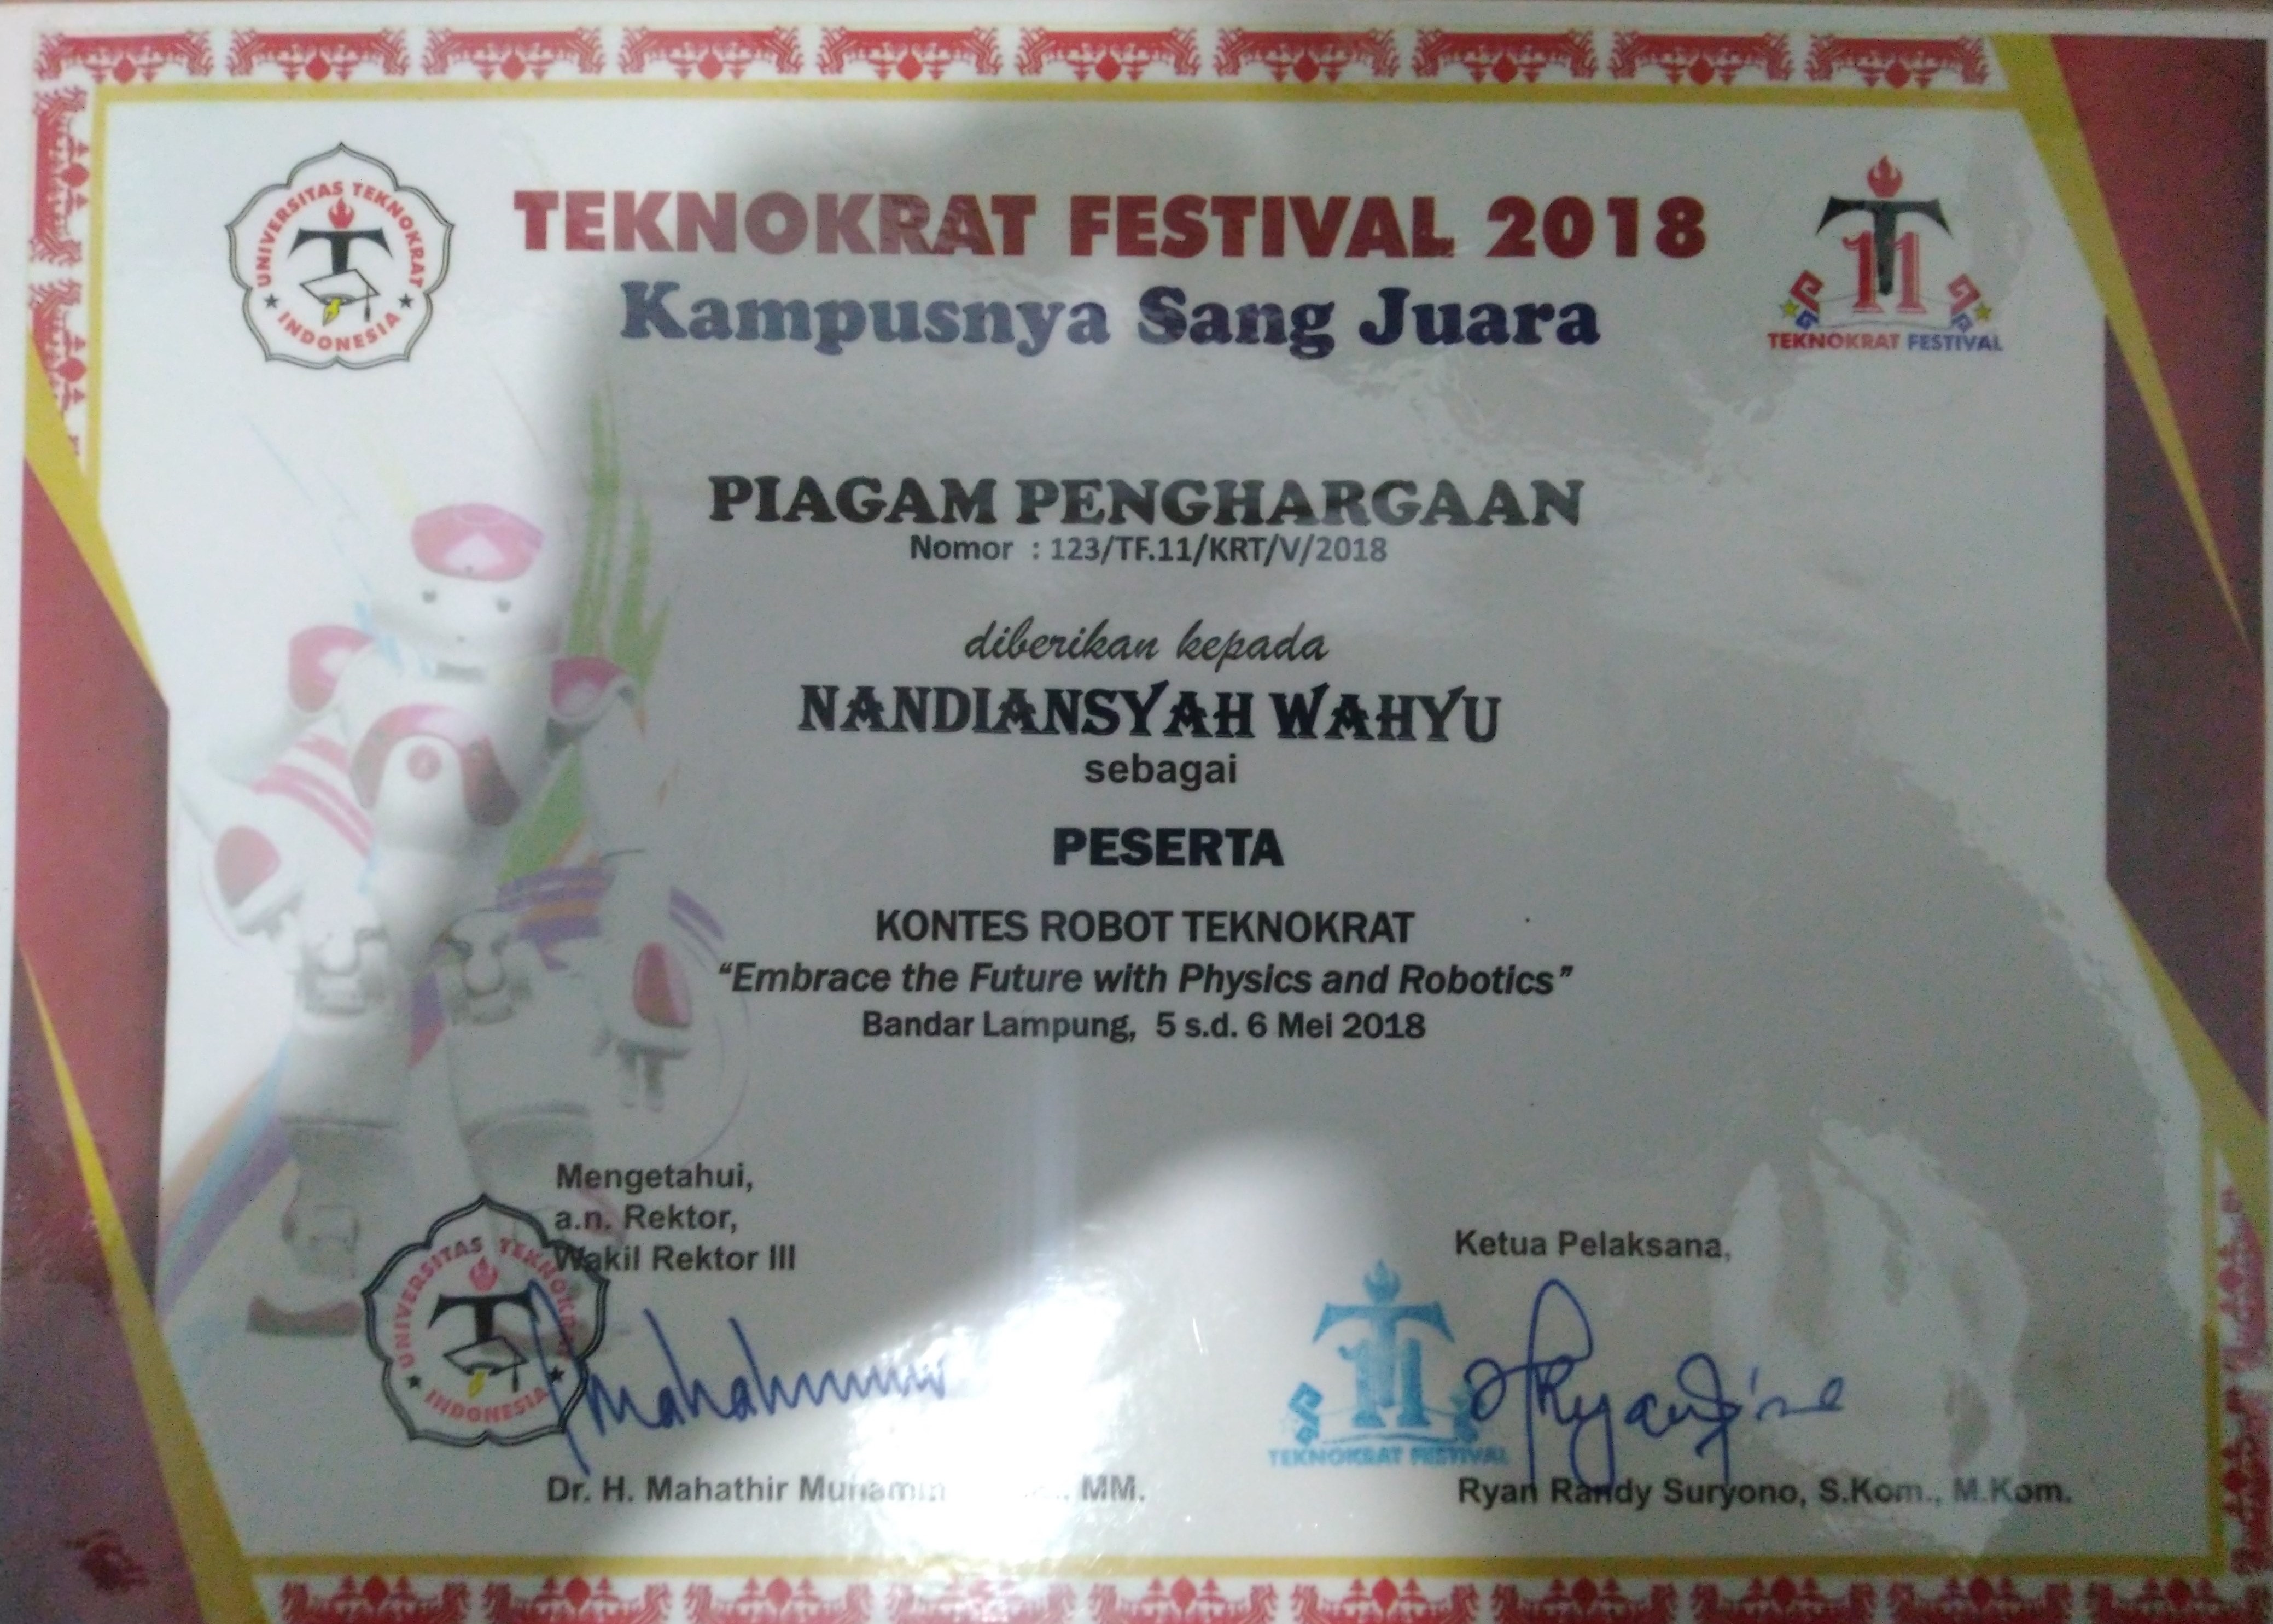 UNIVERSITAS TEKNOKRAT
INDONESIA
TEKNOKRAT FESTIVAL 2018
Kampusnya Sang Juara
11
TEKNOKRAT FESTIVAL
PIAGAM PENGHARGAAN
Nomor : 123/TF.11/KRT/V/2018
diberikan kepada
NANDIANSYAH WAHYU
sebagai
PESERTA
KONTES ROBOT TEKNOKRAT
“Embrace the Future with Physics and Robotics”
Bandar Lampung, 5 s.d. 6 Mei 2018
Mengetahui,
a.n. Rektor,
Wakil Rektor III
UNIVERSITAS TEKNOKRAT
INDONESIA
Dr. H. Mahathir MM.
Ketua Pelaksana,
11
TEKNOKRAT FESTIVAL
Ryan Randy Suryono, S.Kom., M.Kom.